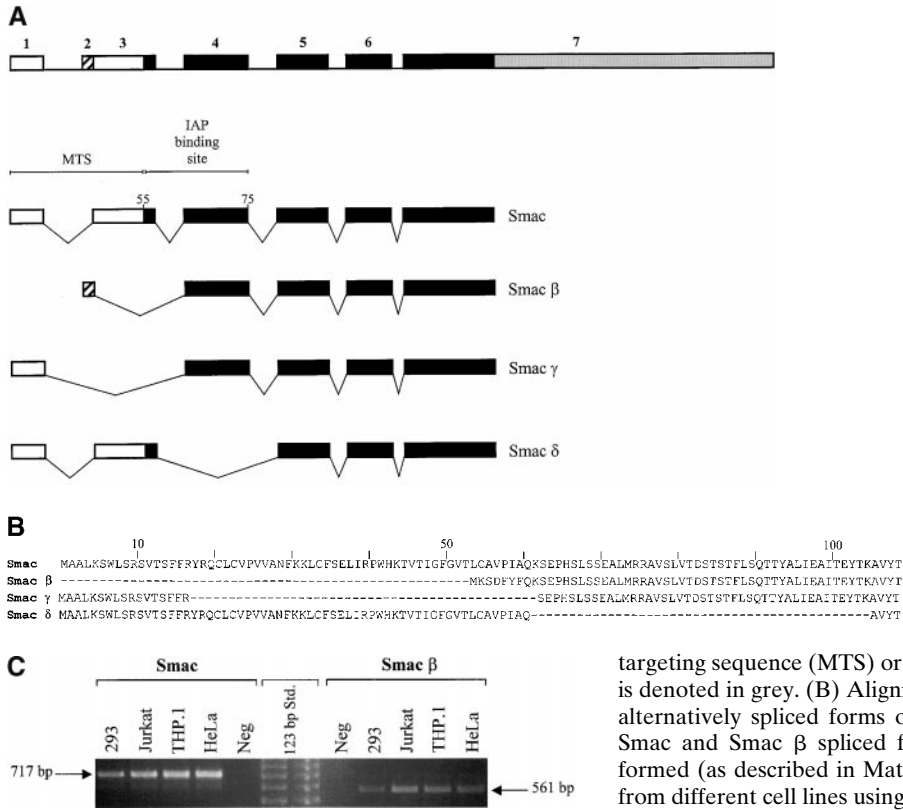 A
1 2 3 4 5 6 7
IAP
binding
site
MTS
55 75
Smac
Smac β
Smac γ
Smac δ
B
10 50 100
Smac MAALKSWLSRSVTSFFRYRQCLCVPVVANFKKLCFSELIRPWHKTVTIGFGVTLCAVPIAQKSEPHSLSSEALMRRAVSLVTDSTSTFLSQTTYALIEAITEYTKAVYT
Smac β -----------------------------------------------------MKSDFYFQKSEPHSLSSEALMRRAVSLVTDSTSTFLSQTTYALIEAITEYTKAVYT
Smac γ MAALKSWLSRSVTSFFR---------------------------------------------SEPHSLSSEALMRRAVSLVTDSTSTFLSQTTYALIEAITEYTKAVYT
Smac δ MAALKSWLSRSVTSFFRYRQCLCVPVVANFKKLCFSELIRPWHKTVTIGFGVTLCAVPIAQ--------------------------------------------AVYT
C
Smac Smac β
293 Jurkat THP.1 HeLa Neg 123 bp Std. Neg 293 Jurkat THP.1 HeLa
717 bp
561 bp
targeting sequence (MTS) or
is denoted in grey. (B) Alignm
alternatively spliced forms o
Smac and Smac β spliced f
formed (as described in Mat
from different cell lines using